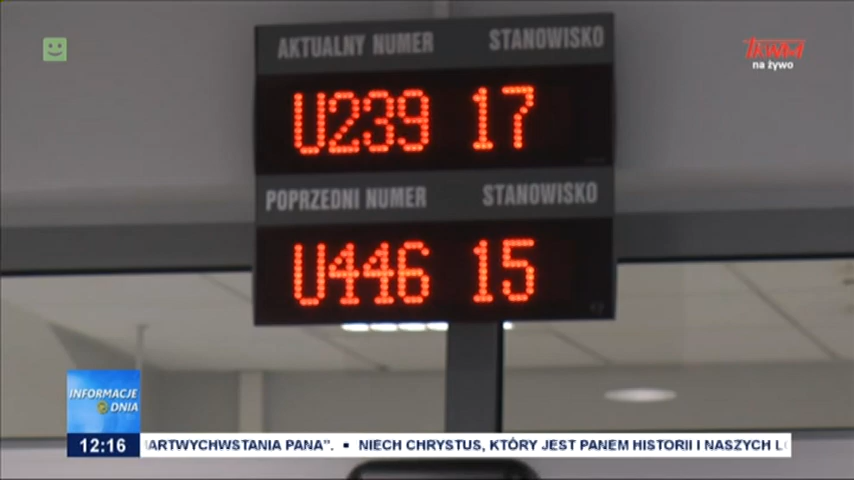 AKTUALNY NUMER STANOWISKO
U239 17
POPRZEDNI NUMER STANOWISKO
U446 15
TRWAM
na żywo
INFORMACJE
DNIA
12:16 ARTWYCHWSTANIA PANA”. ▪ NIECH CHRYSTUS, KTÓRY JEST PANEM HISTORII I NASZYCH